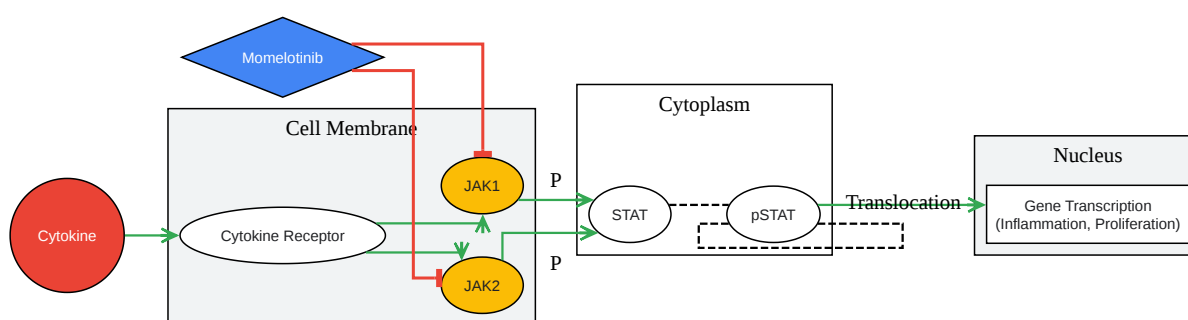 Momelotinib
Cell Membrane
Cytoplasm
Nucleus
JAK1
P
Cytokine
Cytokine Receptor
STAT
pSTAT
Translocation
Gene Transcription
(Inflammation, Proliferation)
P
JAK2